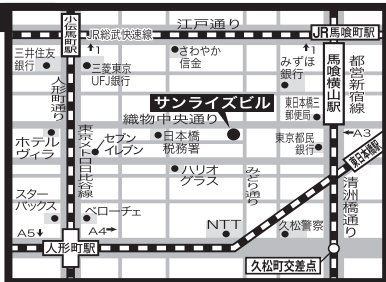 江戸通り
小伝馬町駅
JR総武快速線
JR馬喰町駅
↑1
さわやか
信金
↑1
みずほ
銀行
三井住友
銀行
三菱東京
UFJ銀行
馬喰横山駅
都営新宿線
人形町通り
サンライズビル
織物中央通り
東日本橋三
郵便局
ホテル
ヴィラ
東京メトロ日比谷線
セブン
イレブン
日本橋
税務署
東京都民
銀行
←A3
東日本橋駅
ハリオ
グラス
みどり通り
清洲橋通り
スター
バックス
ベローチェ
A5↓
A4→
NTT
久松警察
人形町駅
久松町交差点